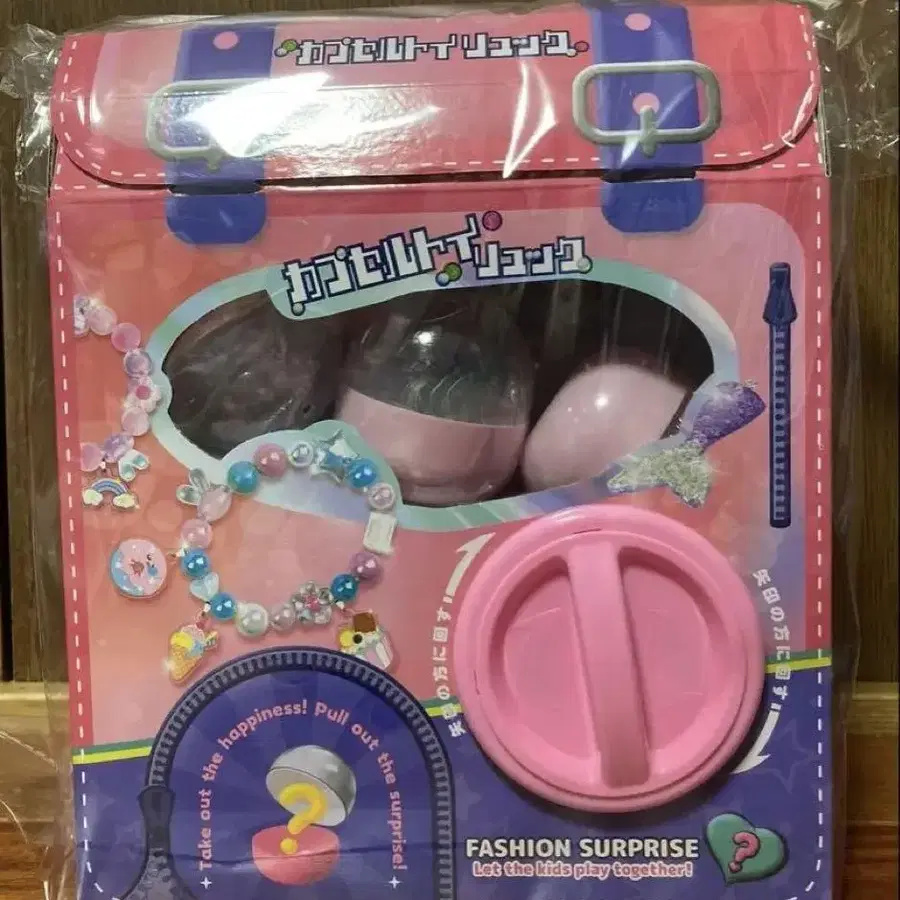 カプセルトイ リュック
カプセルトイ
リュック
矢印の方に回す!
矢印の方に回す!
Take out the happiness! Pull out the surprise!
?
FASHION SURPRISE
Let the kids play together!
?